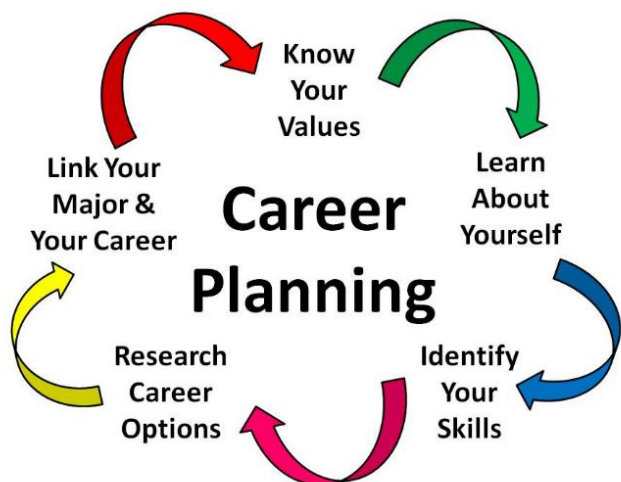 Know
Your
Values
Learn
About
Yourself
Identify
Your
Skills
Research
Career
Options
Link Your
Major &
Your Career
Career
Planning